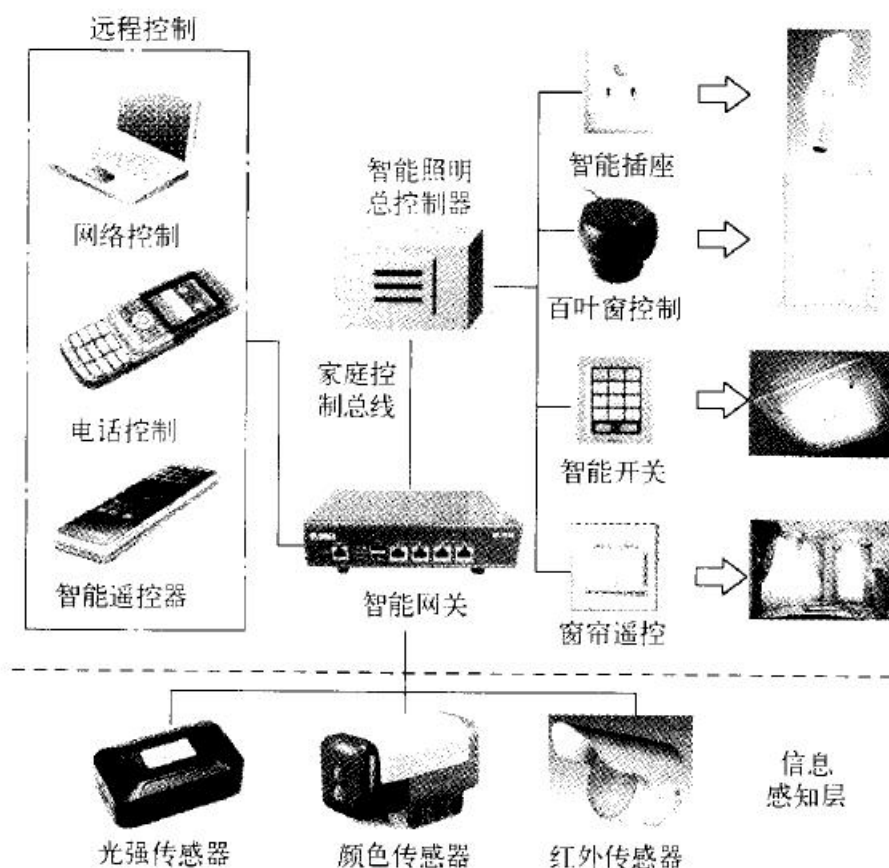 远程控制
网络控制
电话控制
智能遥控器
智能照明
总控制器
家庭控
制总线
智能网关
智能插座
百叶窗控制
智能开关
窗帘遥控
光强传感器
颜色传感器
红外传感器
信息
感知层